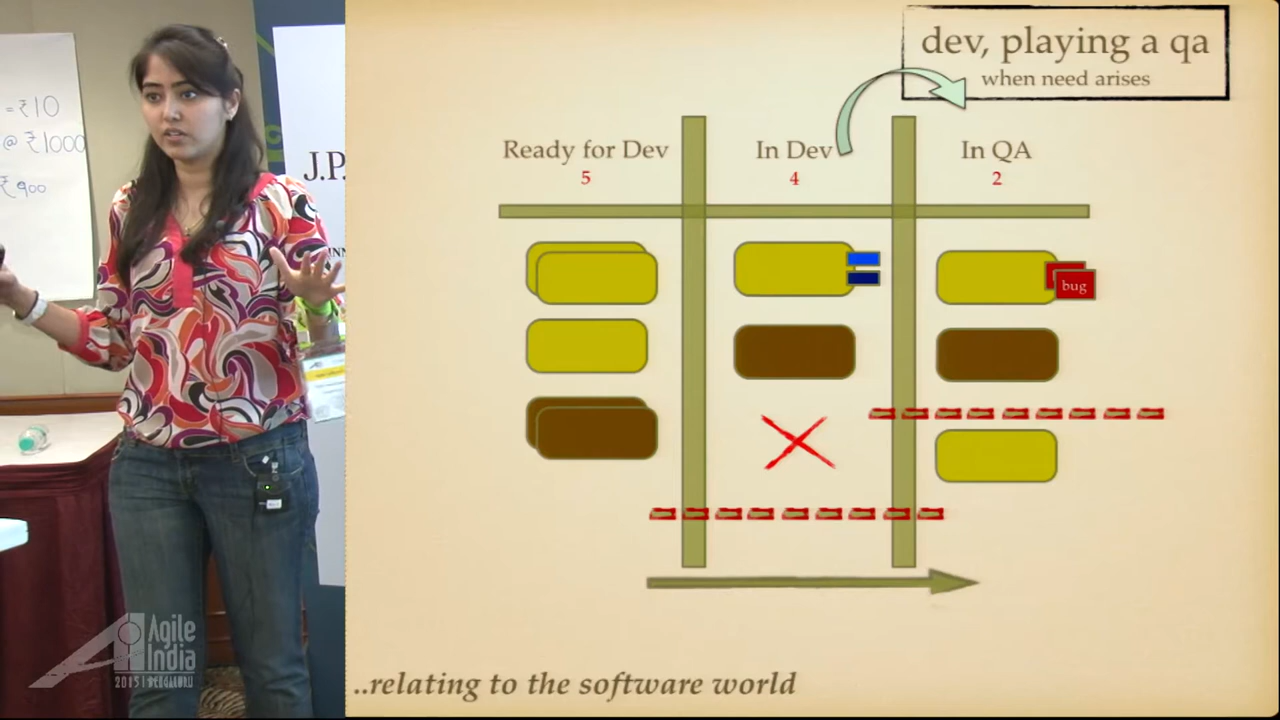 = ₹10
@ ₹1000
₹900
J.P.
dev, playing a qa
when need arises
Ready for Dev
5
In Dev
4
In QA
2
bug
..relating to the software world
Agile
India
2015 | BENGALURU